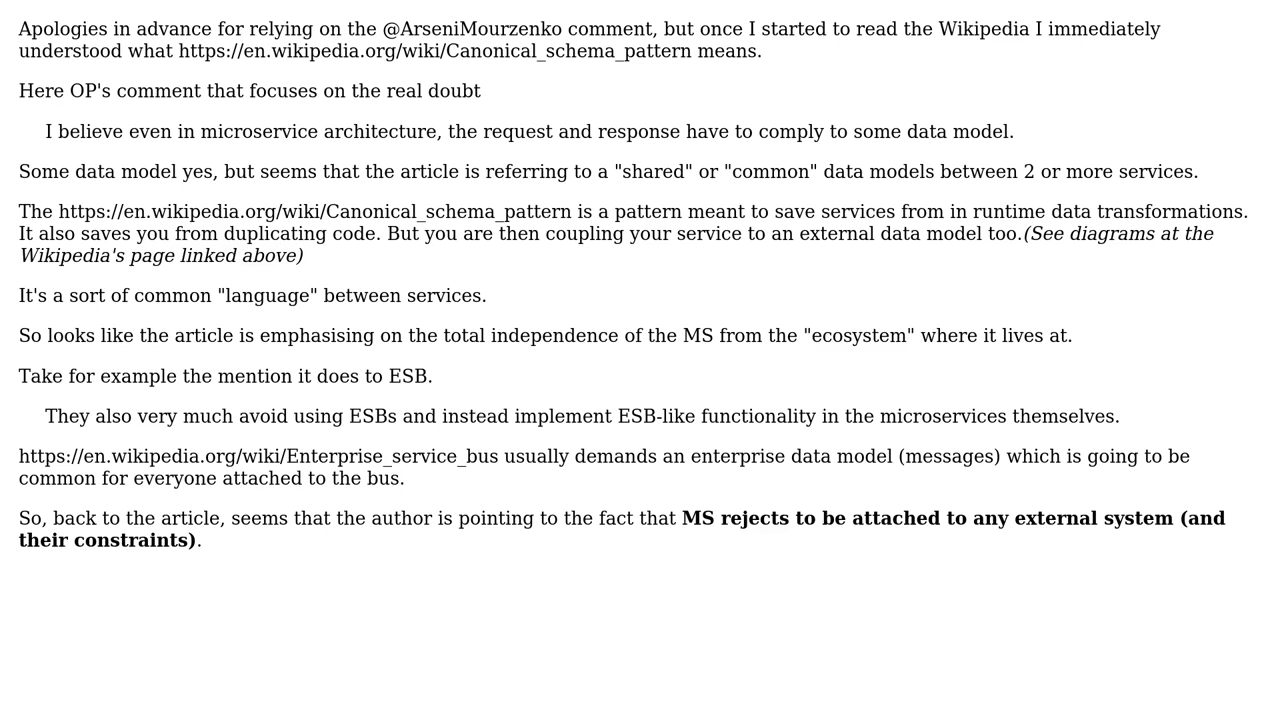 Apologies in advance for relying on the @ArseniMourzenko comment, but once I started to read the Wikipedia I immediately
understood what https://en.wikipedia.org/wiki/Canonical_schema_pattern means.
Here OP's comment that focuses on the real doubt
I believe even in microservice architecture, the request and response have to comply to some data model.
Some data model yes, but seems that the article is referring to a "shared" or "common" data models between 2 or more services.
The https://en.wikipedia.org/wiki/Canonical_schema_pattern is a pattern meant to save services from in runtime data transformations.
It also saves you from duplicating code. But you are then coupling your service to an external data model too.(See diagrams at the
Wikipedia's page linked above)
It's a sort of common "language" between services.
So looks like the article is emphasising on the total independence of the MS from the "ecosystem" where it lives at.
Take for example the mention it does to ESB.
They also very much avoid using ESBs and instead implement ESB-like functionality in the microservices themselves.
https://en.wikipedia.org/wiki/Enterprise_service_bus usually demands an enterprise data model (messages) which is going to be
common for everyone attached to the bus.
So, back to the article, seems that the author is pointing to the fact that MS rejects to be attached to any external system (and
their constraints).